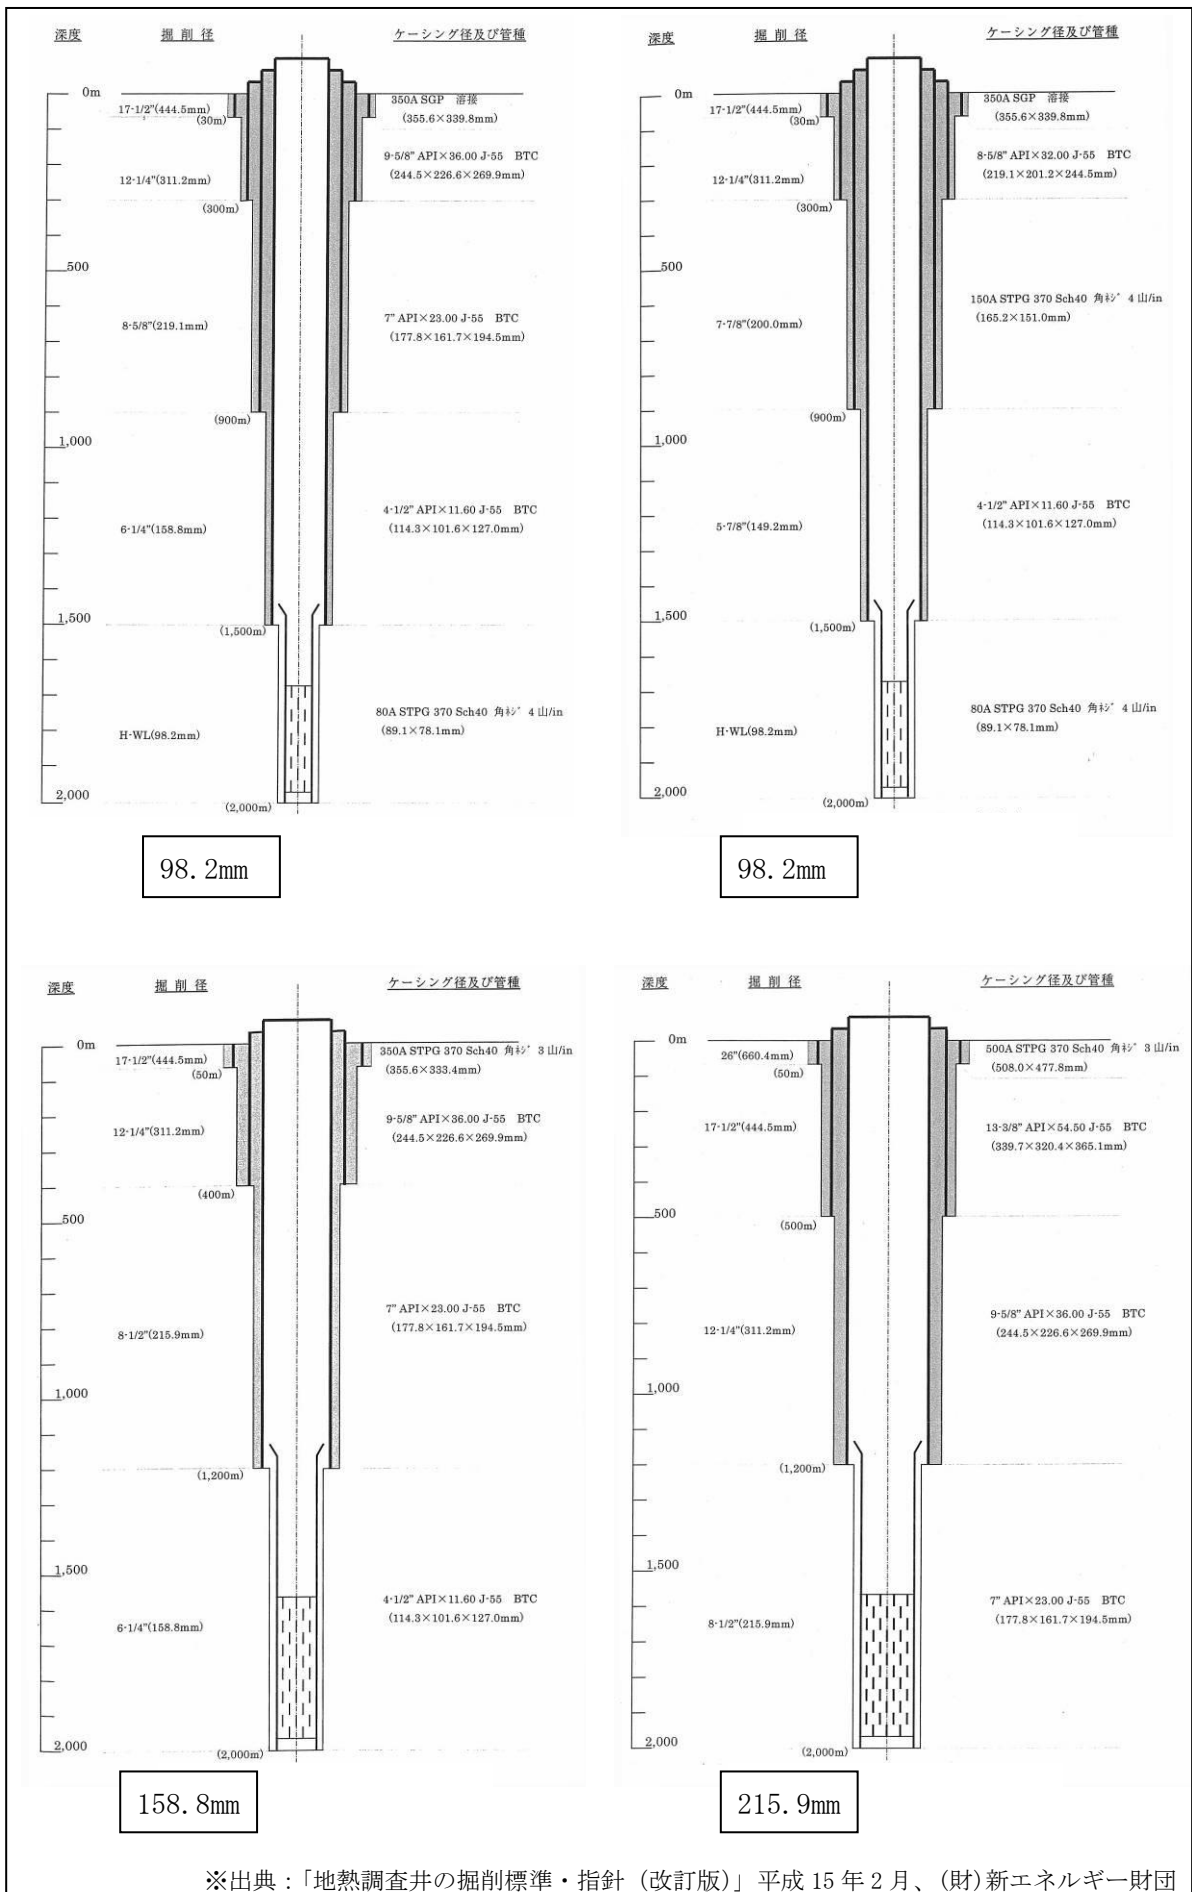 深度 掘削径 ケーシング径及び管種
0m
17-1/2"(444.5mm)
(30m)
350A SGP 溶接
(355.6×339.8mm)
12-1/4"(311.2mm)
9-5/8" API×36.00 J-55 BTC
(244.5×226.6×269.9mm)
(300m)
500
8-5/8"(219.1mm)
7" API×23.00 J-55 BTC
(177.8×161.7×194.5mm)
(900m)
1,000
6-1/4"(158.8mm)
4-1/2" API×11.60 J-55 BTC
(114.3×101.6×127.0mm)
1,500
(1,500m)
H-WL(98.2mm)
80A STPG 370 Sch40 角ネジ 4山/in
(89.1×78.1mm)
2,000
(2,000m)
98.2mm
深度 掘削径 ケーシング径及び管種
0m
17-1/2"(444.5mm)
(30m)
350A SGP 溶接
(355.6×339.8mm)
12-1/4"(311.2mm)
8-5/8" API×32.00 J-55 BTC
(219.1×201.2×244.5mm)
(300m)
500
7-7/8"(200.0mm)
150A STPG 370 Sch40 角ネジ 4山/in
(165.2×151.0mm)
(900m)
1,000
5-7/8"(149.2mm)
4-1/2" API×11.60 J-55 BTC
(114.3×101.6×127.0mm)
1,500
(1,500m)
H-WL(98.2mm)
80A STPG 370 Sch40 角ネジ 4山/in
(89.1×78.1mm)
2,000
(2,000m)
98.2mm
深度 掘削径 ケーシング径及び管種
0m
17-1/2"(444.5mm)
(50m)
350A STPG 370 Sch40 角ネジ 3山/in
(355.6×333.4mm)
12-1/4"(311.2mm)
9-5/8" API×36.00 J-55 BTC
(244.5×226.6×269.9mm)
(400m)
500
8-1/2"(215.9mm)
7" API×23.00 J-55 BTC
(177.8×161.7×194.5mm)
1,000
(1,200m)
1,500
6-1/4"(158.8mm)
4-1/2" API×11.60 J-55 BTC
(114.3×101.6×127.0mm)
2,000
(2,000m)
158.8mm
深度 掘削径 ケーシング径及び管種
0m
26"(660.4mm)
(50m)
500A STPG 370 Sch40 角ネジ 3山/in
(508.0×477.8mm)
17-1/2"(444.5mm)
13-3/8" API×54.50 J-55 BTC
(339.7×320.4×365.1mm)
500
(500m)
12-1/4"(311.2mm)
9-5/8" API×36.00 J-55 BTC
(244.5×226.6×269.9mm)
1,000
(1,200m)
1,500
8-1/2"(215.9mm)
7" API×23.00 J-55 BTC
(177.8×161.7×194.5mm)
2,000
(2,000m)
215.9mm
※出典:「地熱調査井の掘削標準・指針(改訂版)」平成15年2月、(財)新エネルギー財団